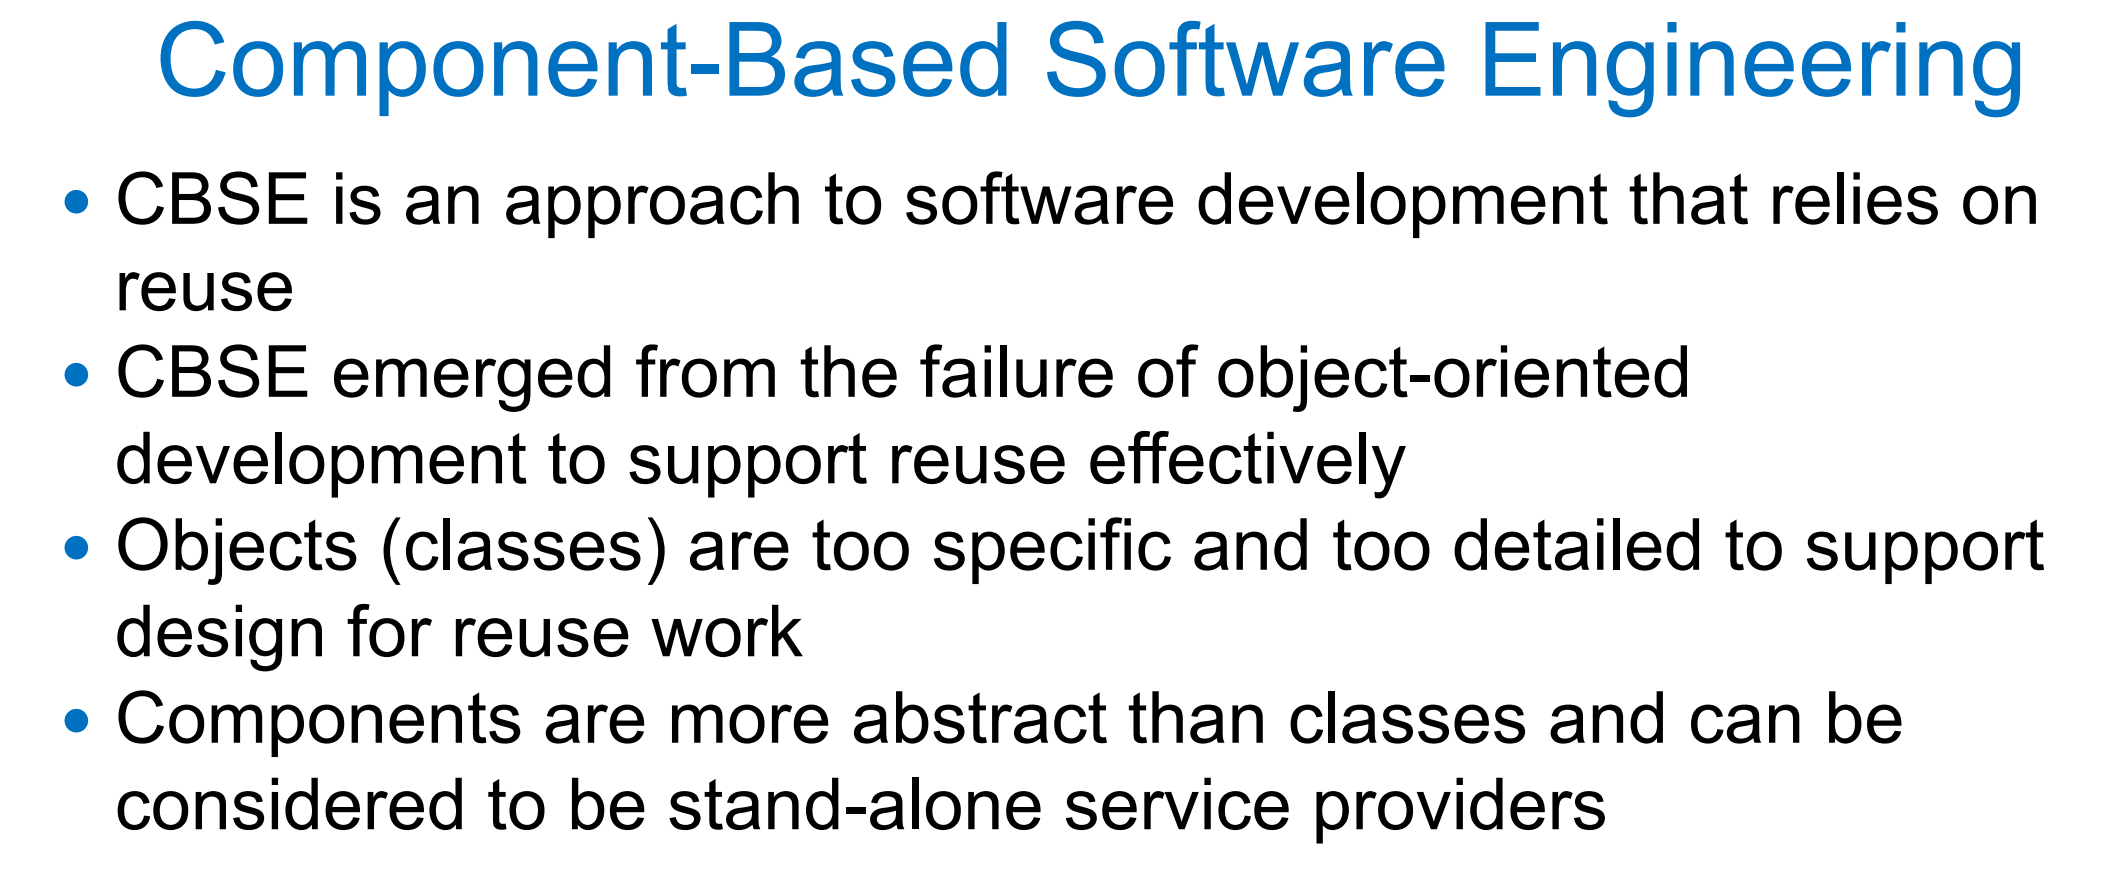 Component-Based Software Engineering
• CBSE is an approach to software development that relies on
reuse
• CBSE emerged from the failure of object-oriented
development to support reuse effectively
• Objects (classes) are too specific and too detailed to support
design for reuse work
• Components are more abstract than classes and can be
considered to be stand-alone service providers